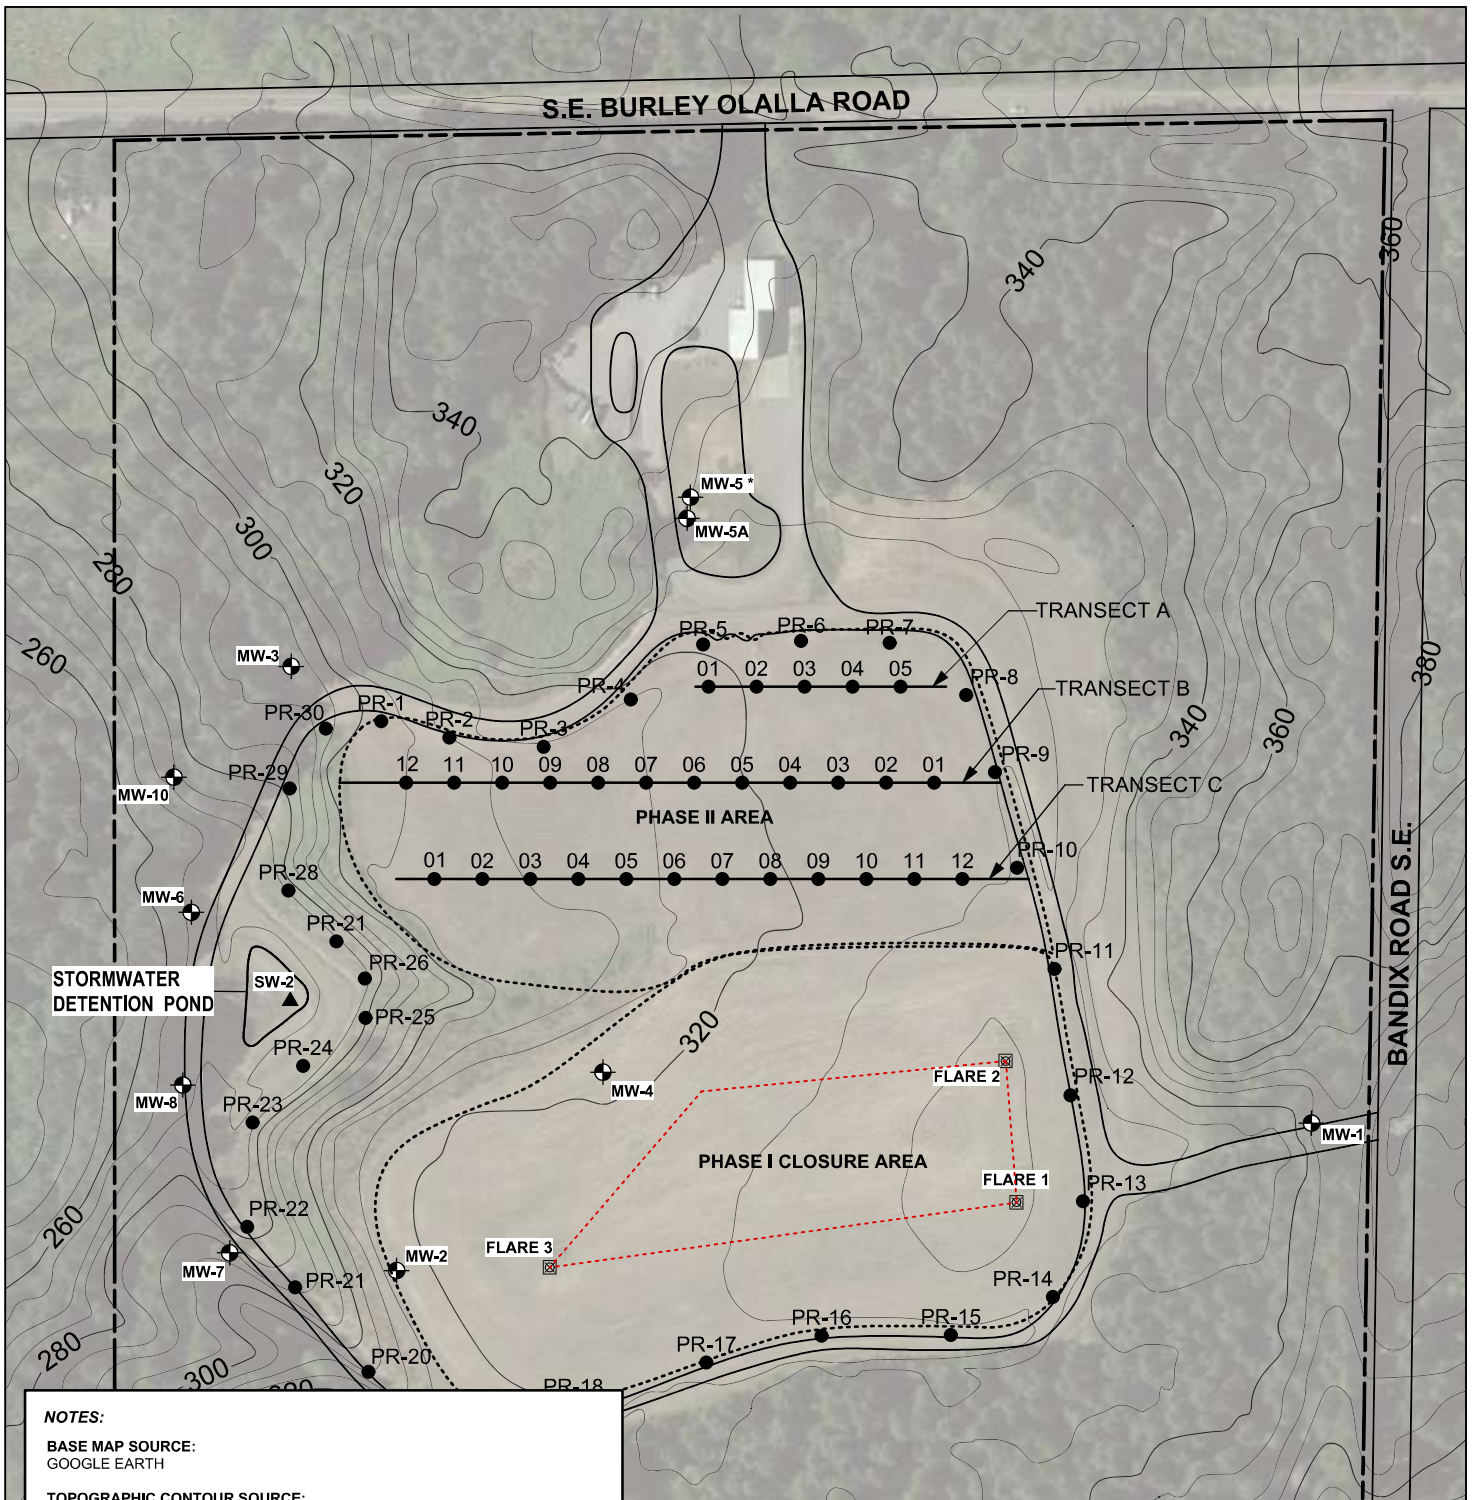 S.E. BURLEY OLALLA ROAD
360
340
340
320
300
280
260
MW-5 *
MW-5A
TRANSECT A
PR-5
PR-6
PR-7
MW-3
01 02 03 04 05
PR-8
TRANSECT B
380
PR-4
PR-1
PR-30
PR-2
PR-3
340
360
PR-9
PR-29
12 11 10 09 08 07 06 05 04 03 02 01
TRANSECT C
MW-10
PHASE II AREA
BANDIX ROAD S.E.
PR-10
01 02 03 04 05 06 07 08 09 10 11 12
PR-28
MW-6
PR-21
PR-11
PR-26
STORMWATER
DETENTION POND
SW-2
PR-25
320
PR-24
FLARE 2
PR-12
MW-4
MW-8
PR-23
MW-1
PHASE I CLOSURE AREA
FLARE 1
PR-13
260
PR-22
FLARE 3
MW-2
MW-7
PR-21
PR-14
PR-16
PR-15
280
PR-17
PR-20
300
PR-18
NOTES:
BASE MAP SOURCE:
GOOGLE EARTH
TOPOGRAPHIC CONTOUR SOURCE: